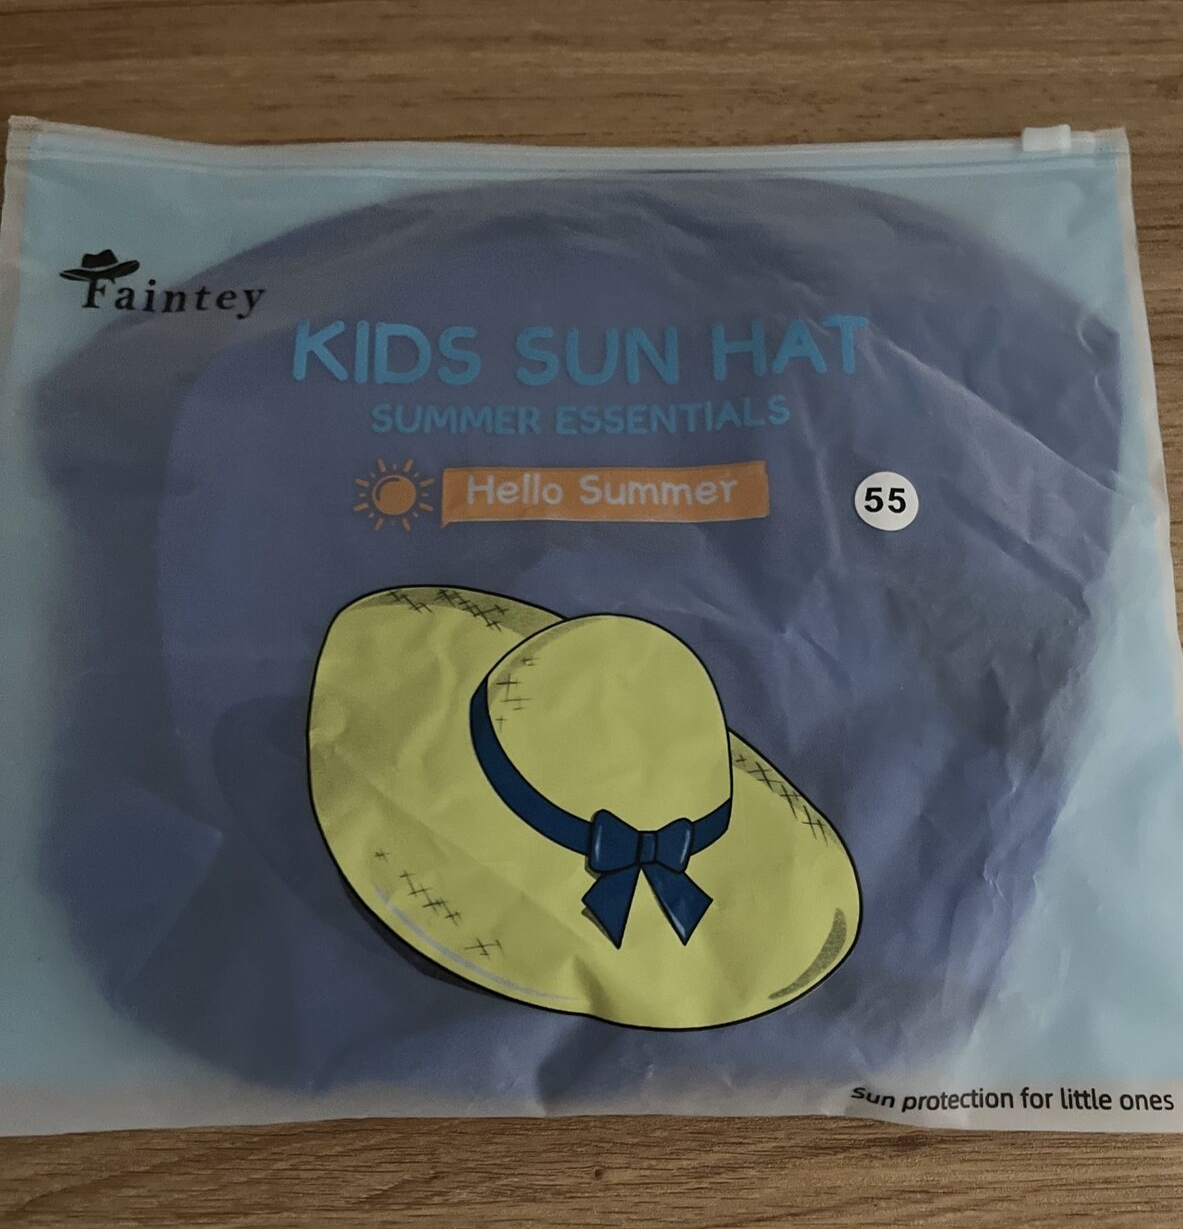 Faintey
KIDS SUN HAT
SUMMER ESSENTIALS
Hello Summer
55
Sun protection for little ones